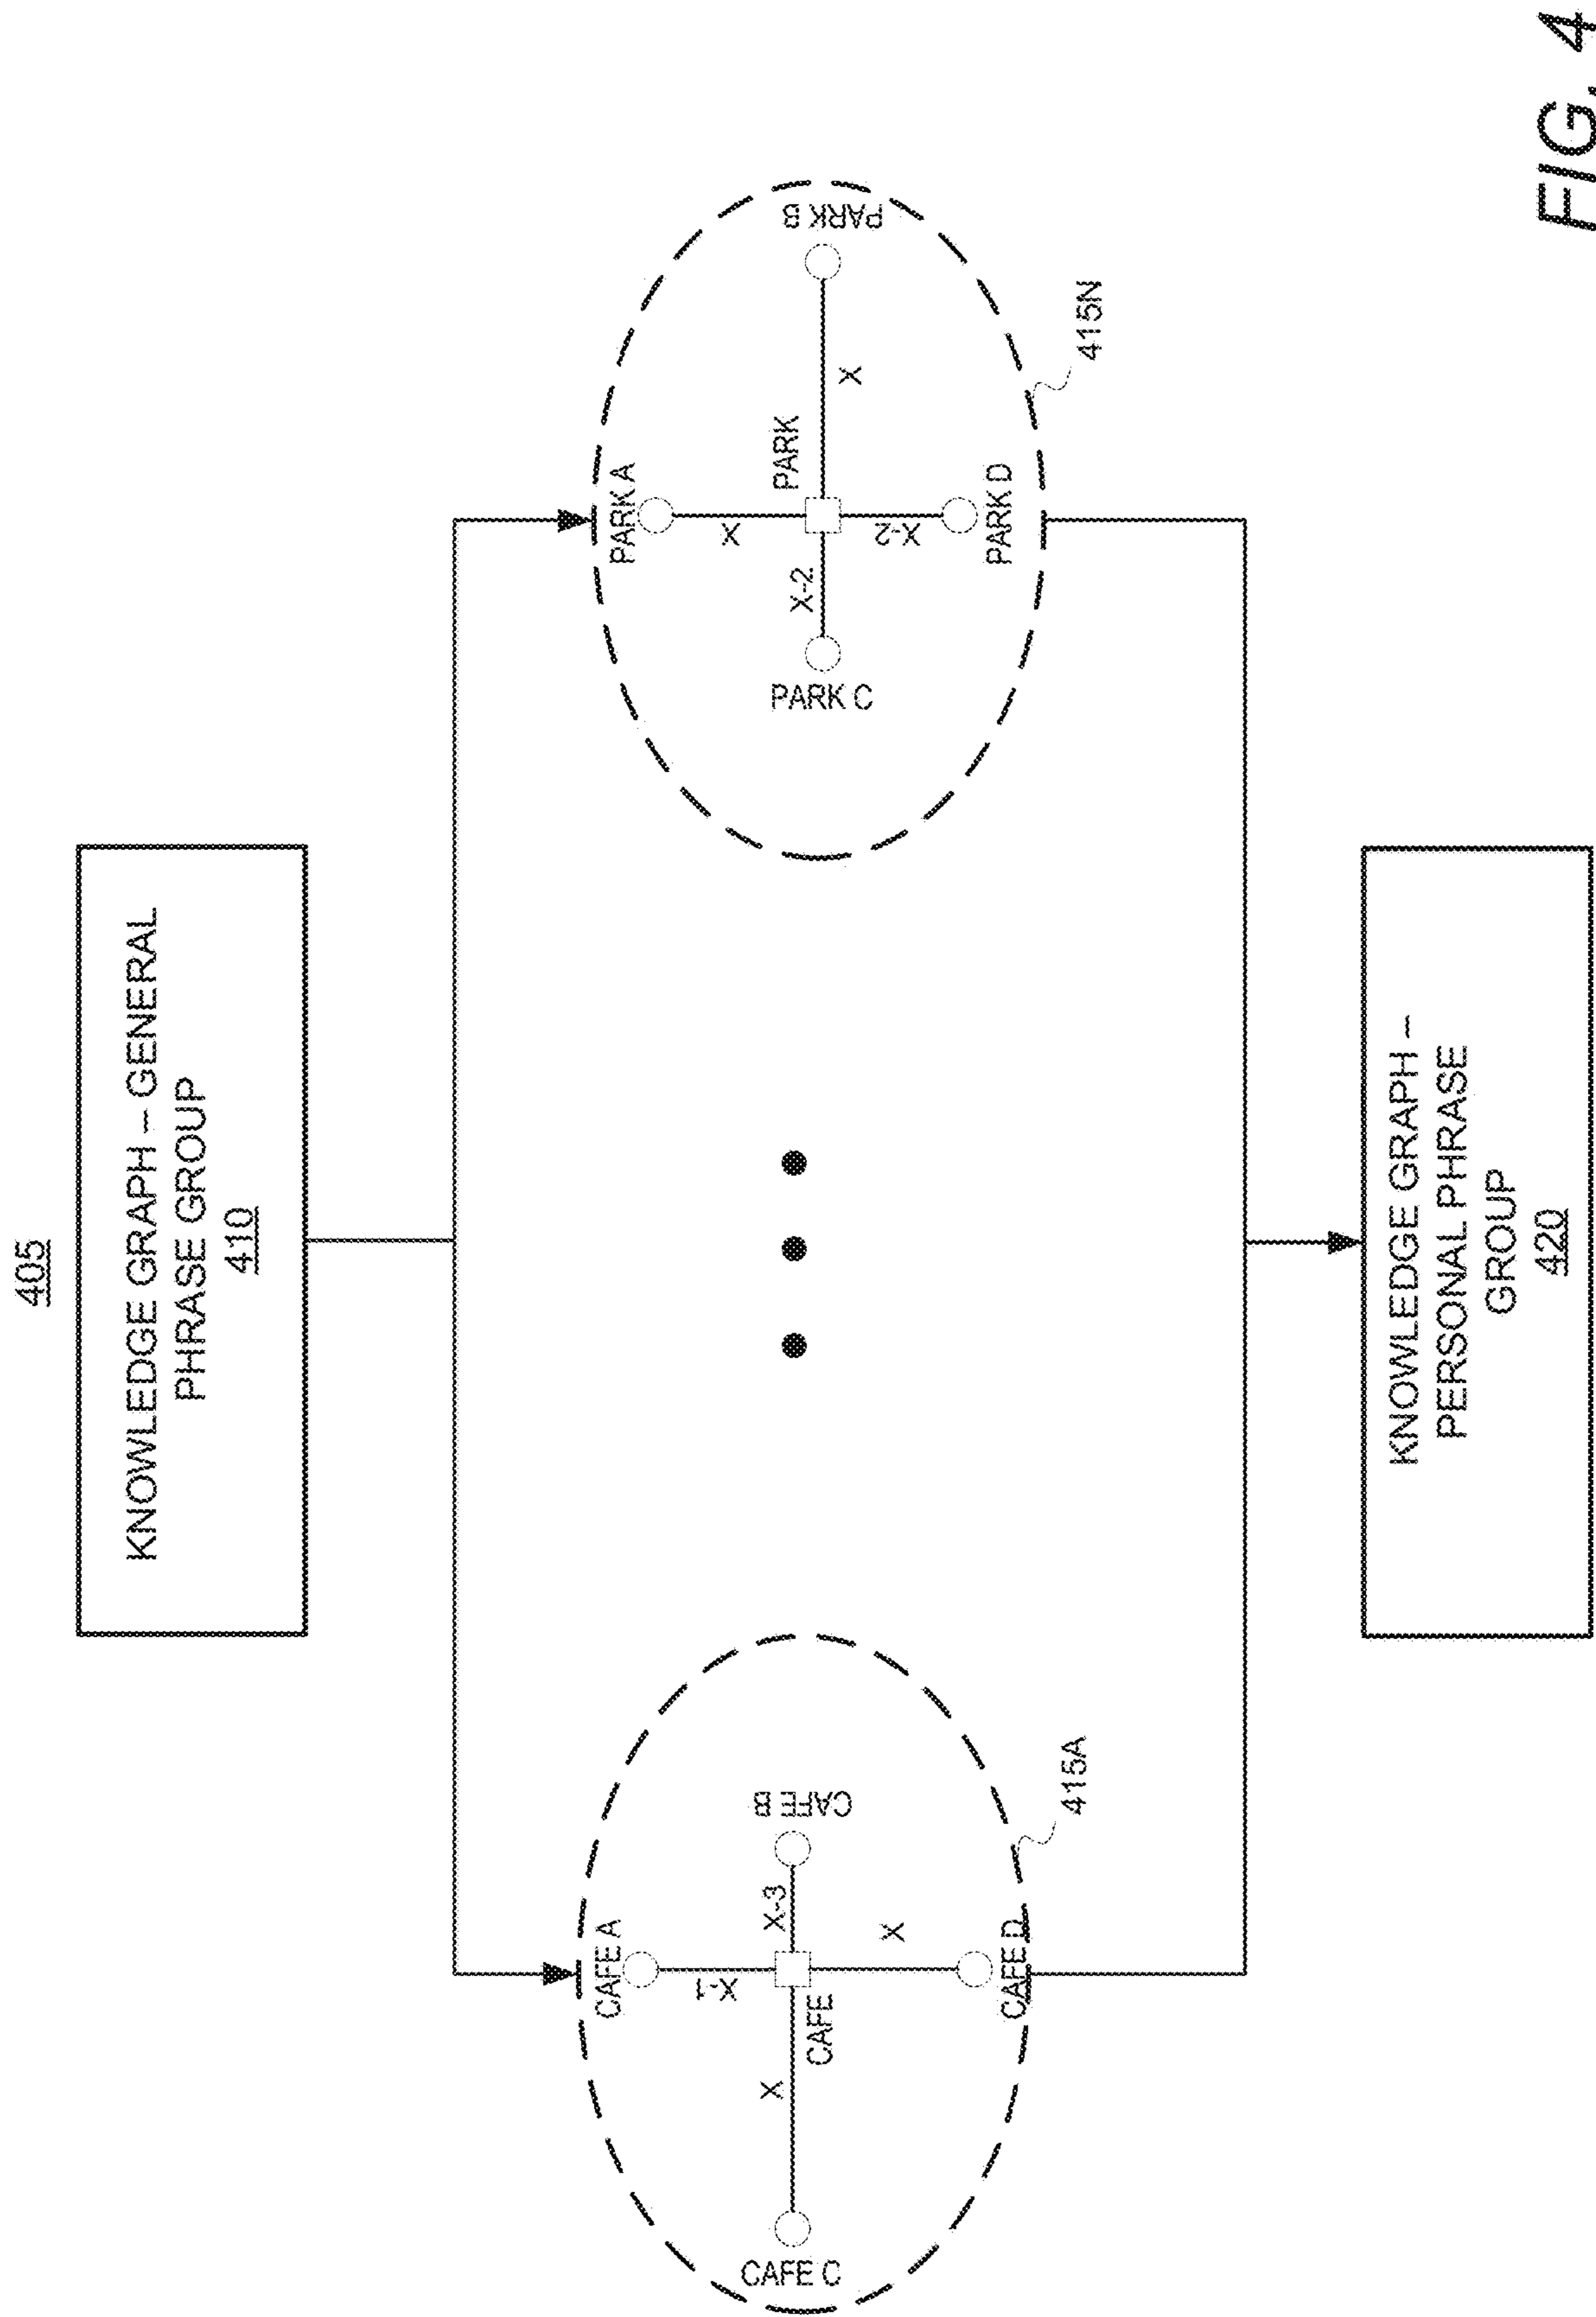 405
KNOWLEDGE GRAPH – GENERAL
PHRASE GROUP
410
CAFE A
X-1
X-3
CAFE B
X
CAFE
X
CAFE C
CAFE D
415A
PARK A
X
PARK
X
PARK B
X-2
X-2
PARK C
PARK D
415N
KNOWLEDGE GRAPH –
PERSONAL PHRASE
GROUP
420
FIG. 4